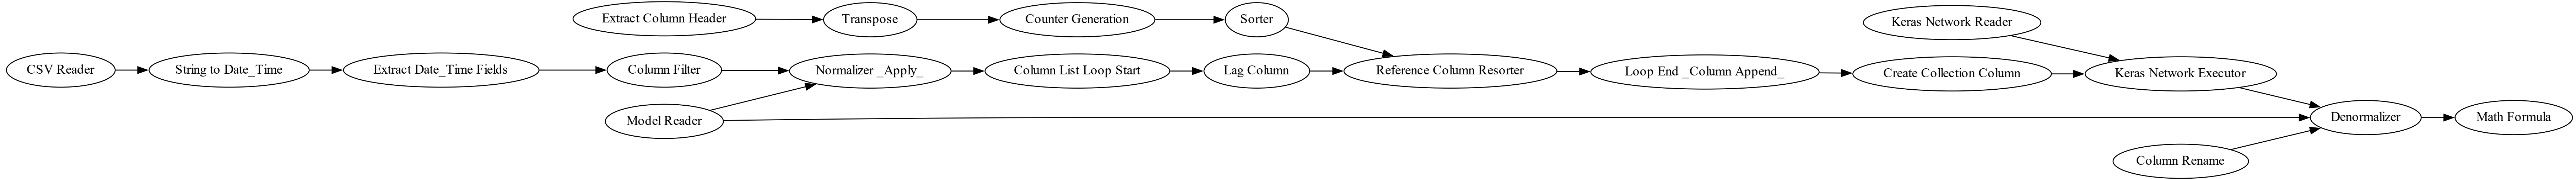 Extract Column Header
Transpose
Counter Generation
Sorter
Keras Network Reader
CSV Reader
String to Date_Time
Extract Date_Time Fields
Column Filter
Normalizer _Apply_
Column List Loop Start
Lag Column
Reference Column Resorter
Loop End _Column Append_
Create Collection Column
Keras Network Executor
Model Reader
Denormalizer
Math Formula
Column Rename